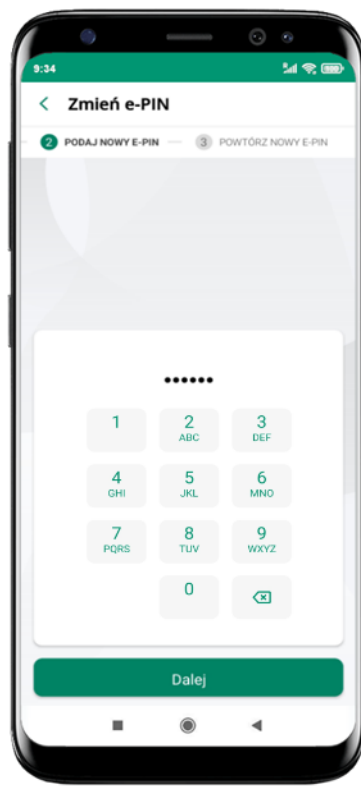 9:34
Zmień e-PIN
2 PODAJ NOWY E-PIN 3 POWTÓRZ NOWY E-PIN
••••••
1 2 3
ABC DEF
4 5 6
GHI JKL MNO
7 8 9
PQRS TUV WXYZ
0
Dalej